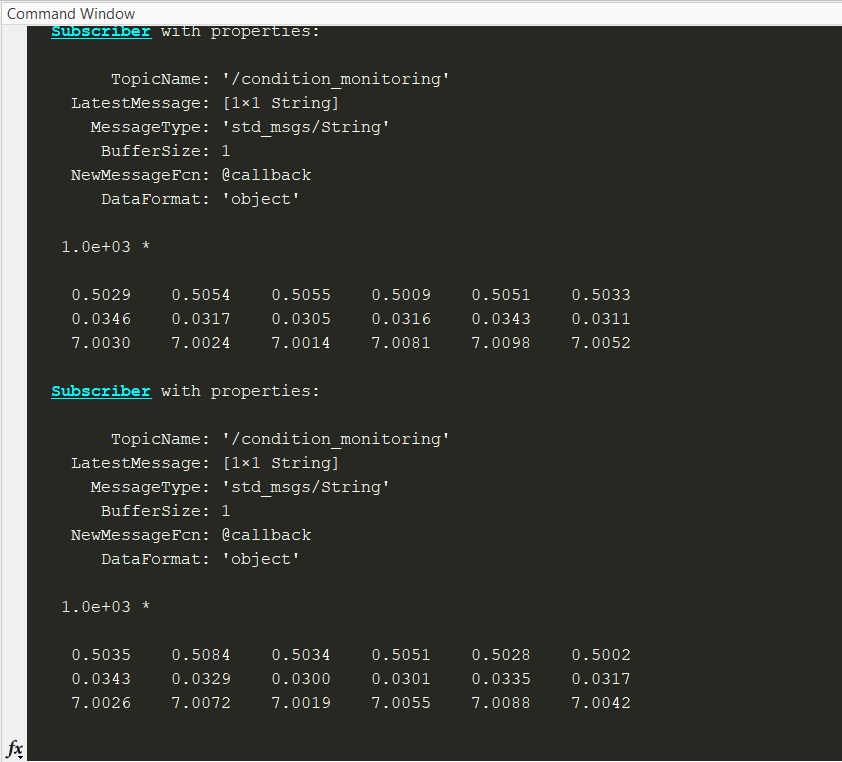 Command Window
Subscriber with properties:
TopicName: '/condition_monitoring'
LatestMessage: [1×1 String]
MessageType: 'std_msgs/String'
BufferSize: 1
NewMessageFcn: @callback
DataFormat: 'object'
1.0e+03 *
0.5029 0.5054 0.5055 0.5009 0.5051 0.5033
0.0346 0.0317 0.0305 0.0316 0.0343 0.0311
7.0030 7.0024 7.0014 7.0081 7.0098 7.0052
Subscriber with properties:
TopicName: '/condition_monitoring'
LatestMessage: [1×1 String]
MessageType: 'std_msgs/String'
BufferSize: 1
NewMessageFcn: @callback
DataFormat: 'object'
1.0e+03 *
0.5035 0.5084 0.5034 0.5051 0.5028 0.5002
0.0343 0.0329 0.0300 0.0301 0.0335 0.0317
7.0026 7.0072 7.0019 7.0055 7.0088 7.0042
fx